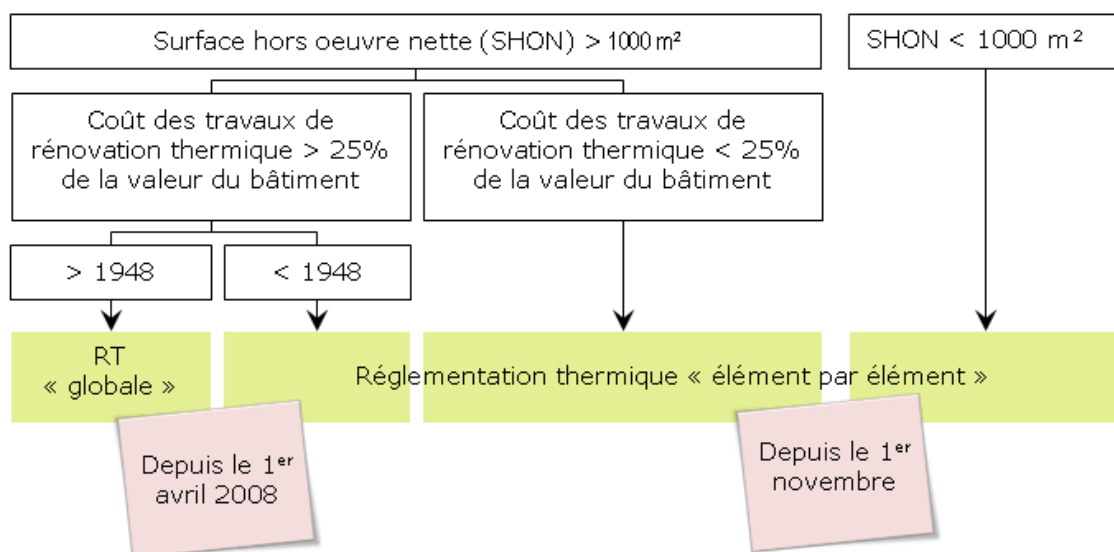 Surface hors oeuvre nette (SHON) > 1000 m²
SHON < 1000 m²
Coût des travaux de
rénovation thermique > 25%
de la valeur du bâtiment
Coût des travaux de
rénovation thermique < 25%
de la valeur du bâtiment
> 1948
< 1948
RT
« globale »
Réglementation thermique « élément par élément »
Depuis le 1er
avril 2008
Depuis le 1er
novembre